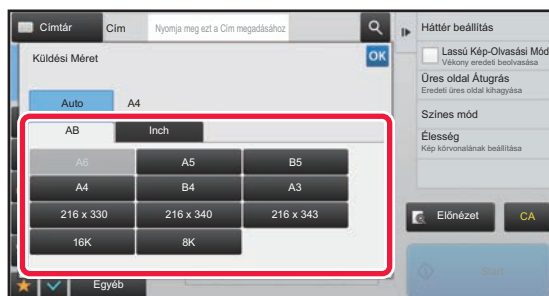 Címtár
Cím
Nyomja meg ezt a Cím megadásához
Küldési Méret
OK
Auto
A4
AB
Inch
A6
A5
B5
A4
B4
A3
216 x 330
216 x 340
216 x 343
16K
8K
Egyéb
Háttér beállítás
Lassú Kép-Olvasási Mód
Vékony eredeti beolvasása
Üres oldal Átugrás
Eredeti üres oldal kihagyása
Színes mód
Élesség
Kép körvonalának beállítása
Előnézet
CA
Start